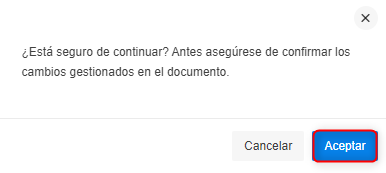 ¿Está seguro de continuar? Antes asegúrese de confirmar los
cambios gestionados en el documento.
Cancelar Aceptar